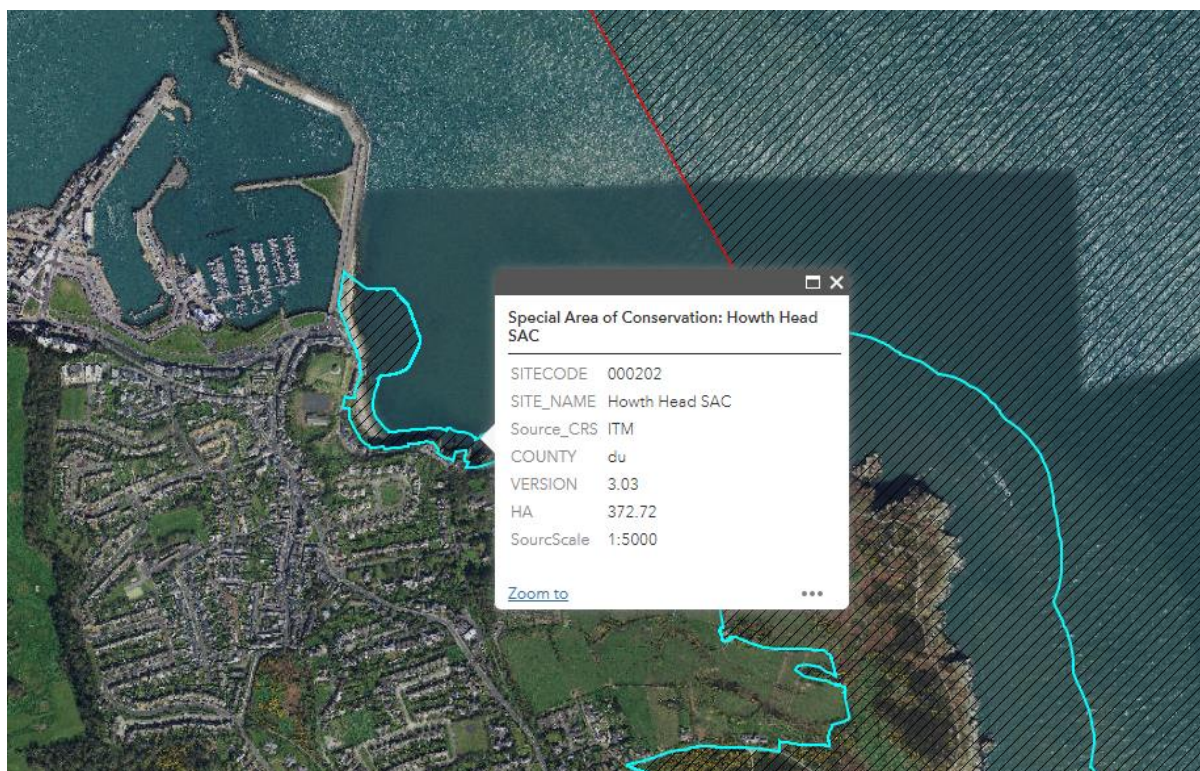 Special Area of Conservation: Howth Head
SAC
SITECODE 000202
SITE_NAME Howth Head SAC
Source_CRS ITM
COUNTY du
VERSION 3.03
HA 372.72
SourcScale 1:5000
Zoom to